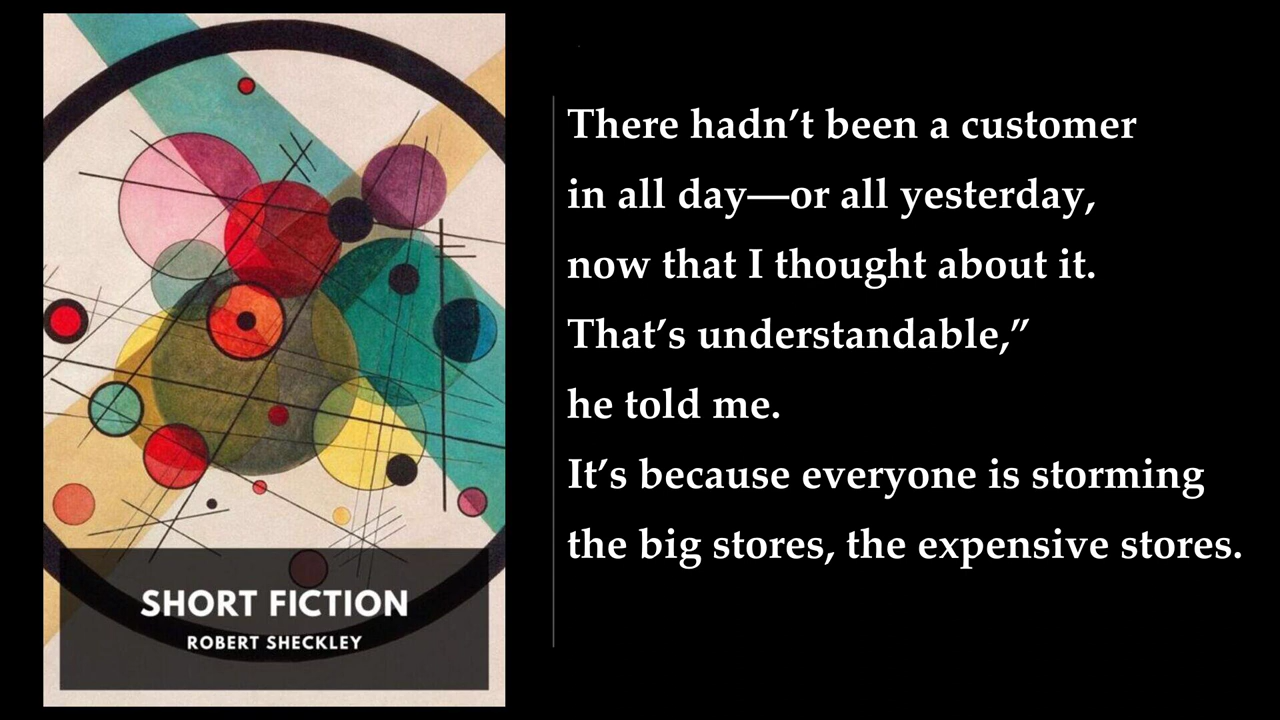 SHORT FICTION
ROBERT SHECKLEY
There hadn’t been a customer
in all day—or all yesterday,
now that I thought about it.
That’s understandable,”
he told me.
It’s because everyone is storming
the big stores, the expensive stores.